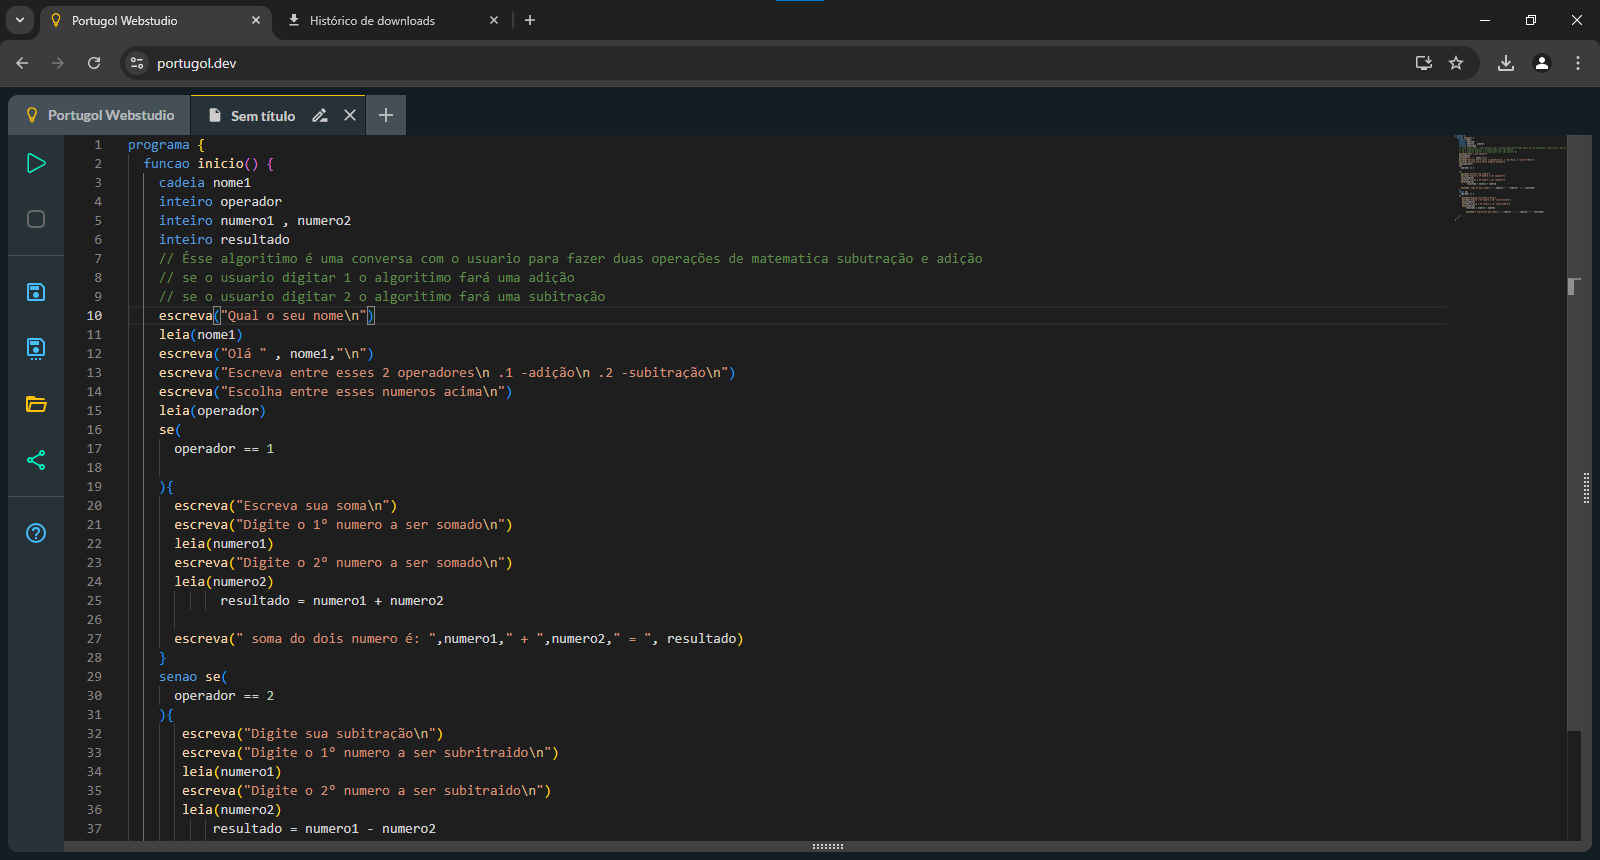 Portugol Webstudio
Histórico de downloads
portugol.dev
Portugol Webstudio
Sem título
1 programa {
2 funcao inicio() {
3 cadeia nome1
4 inteiro operador
5 inteiro numero1 , numero2
6 inteiro resultado
7 // Ésse algoritimo é uma conversa com o usuario para fazer duas operações de matematica subutração e adição
8 // se o usuario digitar 1 o algoritimo fará uma adição
9 // se o usuario digitar 2 o algoritimo fará uma subitração
10 escreva("Qual o seu nome\n")
11 leia(nome1)
12 escreva("Olá " , nome1,"\n")
13 escreva("Escreva entre esses 2 operadores\n .1 -adição\n .2 -subitração\n")
14 escreva("Escolha entre esses numeros acima\n")
15 leia(operador)
16 se(
17 operador == 1
18
19 ){
20 escreva("Escreva sua soma\n")
21 escreva("Digite o 1º numero a ser somado\n")
22 leia(numero1)
23 escreva("Digite o 2º numero a ser somado\n")
24 leia(numero2)
25 resultado = numero1 + numero2
26
27 escreva(" soma do dois numero é: ",numero1," + ",numero2," = ", resultado)
28 }
29 senao se(
30 operador == 2
31 ){
32 escreva("Digite sua subitração\n")
33 escreva("Digite o 1º numero a ser subritraido\n")
34 leia(numero1)
35 escreva("Digite o 2º numero a ser subitraido\n")
36 leia(numero2)
37 resultado = numero1 - numero2